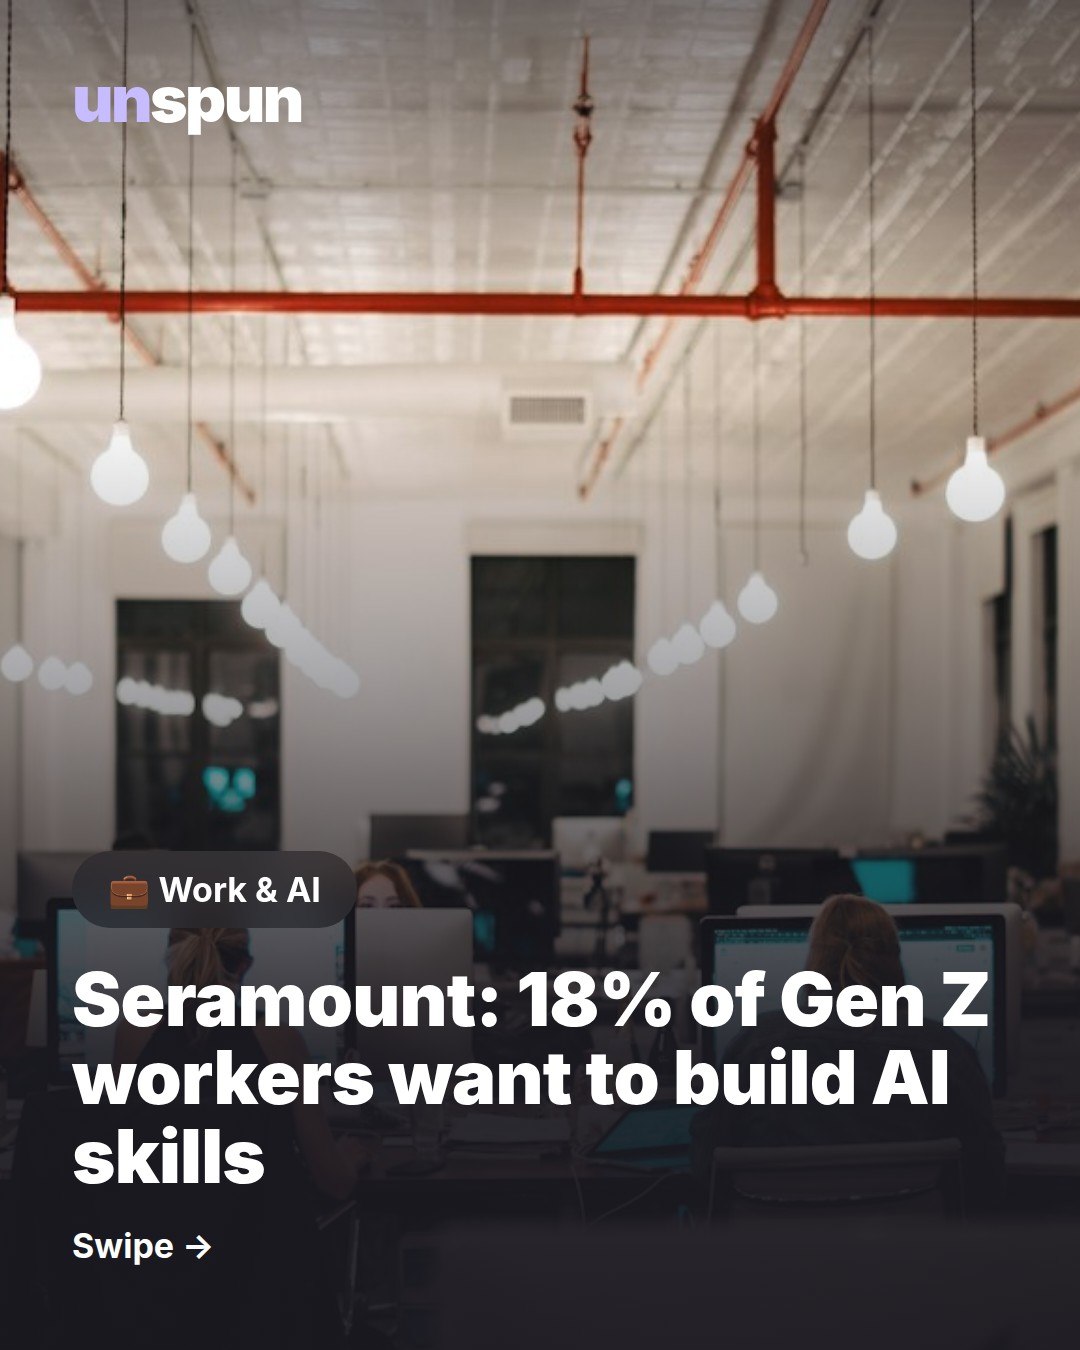 unspun
💼 Work & AI
Seramount: 18% of Gen Z
workers want to build AI
skills
Swipe →